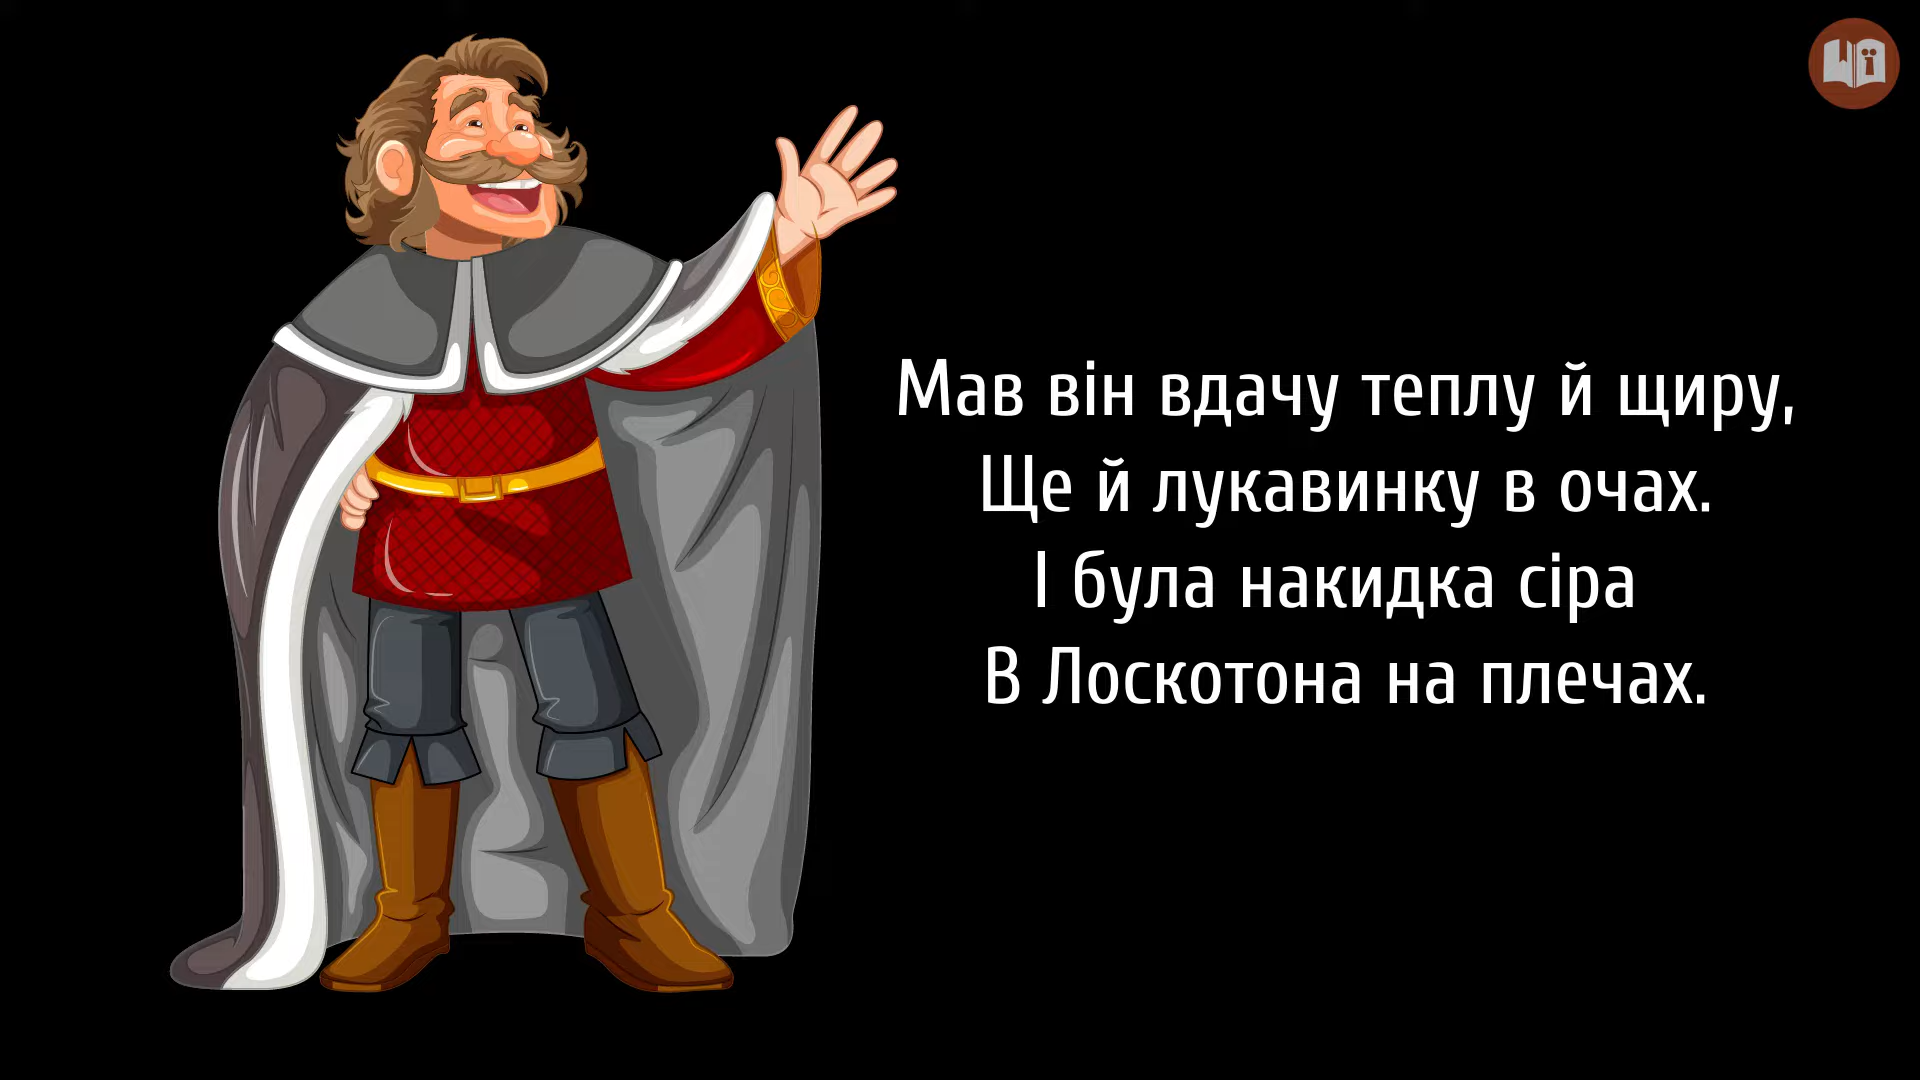 Мав він вдачу теплу й щиру,
Ще й лукавинку в очах.
І була накидка сіра
В Лоскотона на плечах.